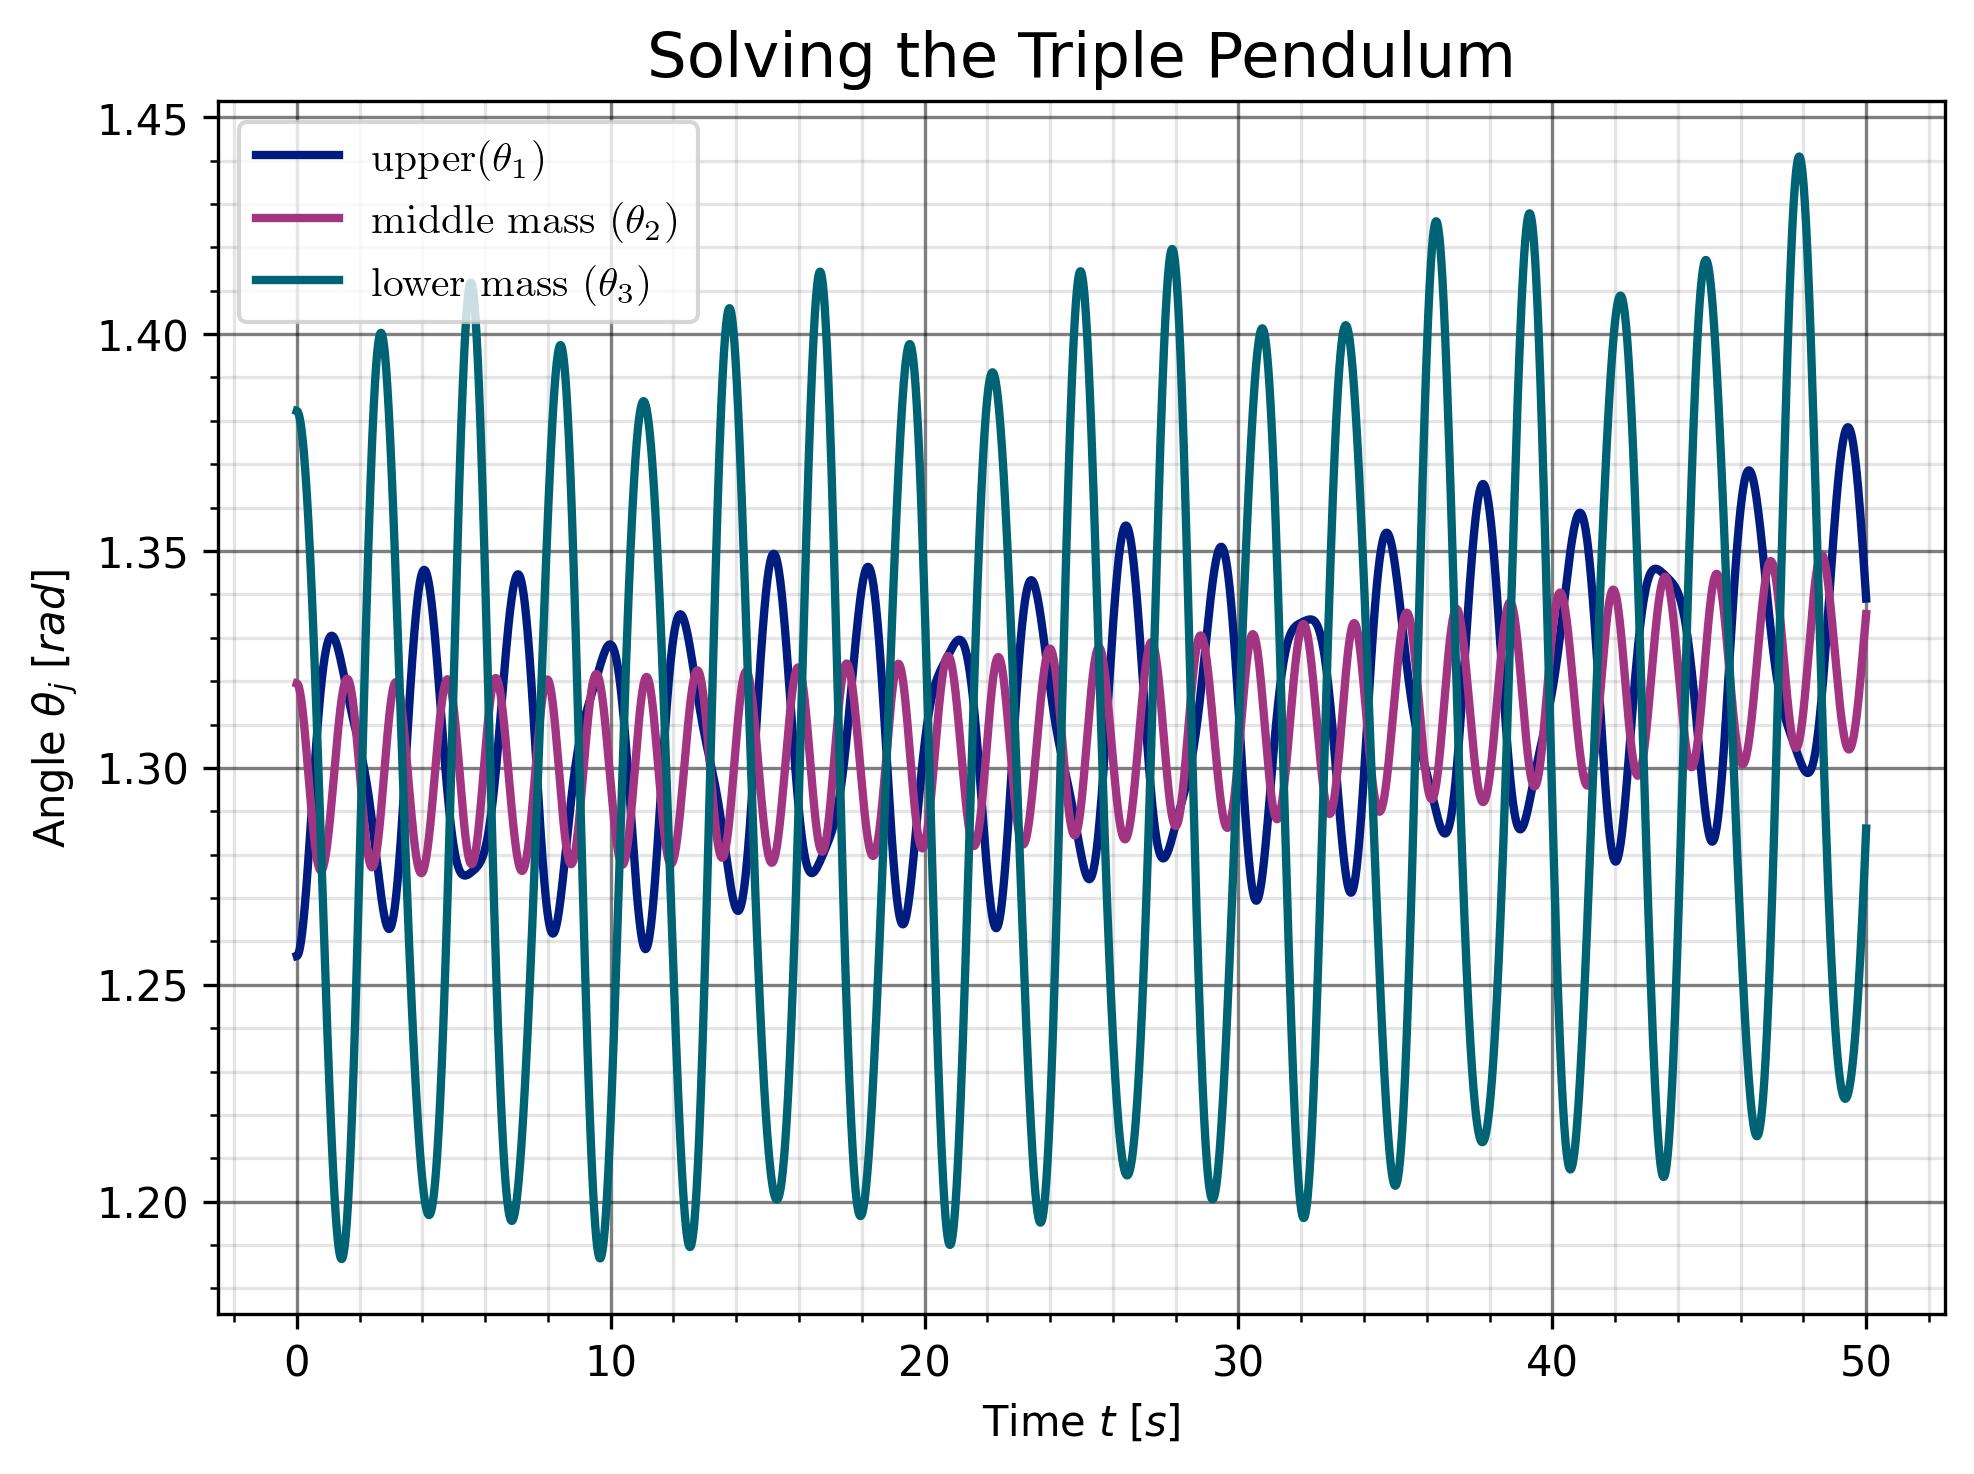 Solving the Triple Pendulum
upper(θ₁)
middle mass (θ₂)
lower mass (θ₃)
1.45
1.40
1.35
1.30
1.25
1.20
Angle θⱼ [rad]
0 10 20 30 40 50
Time t [s]